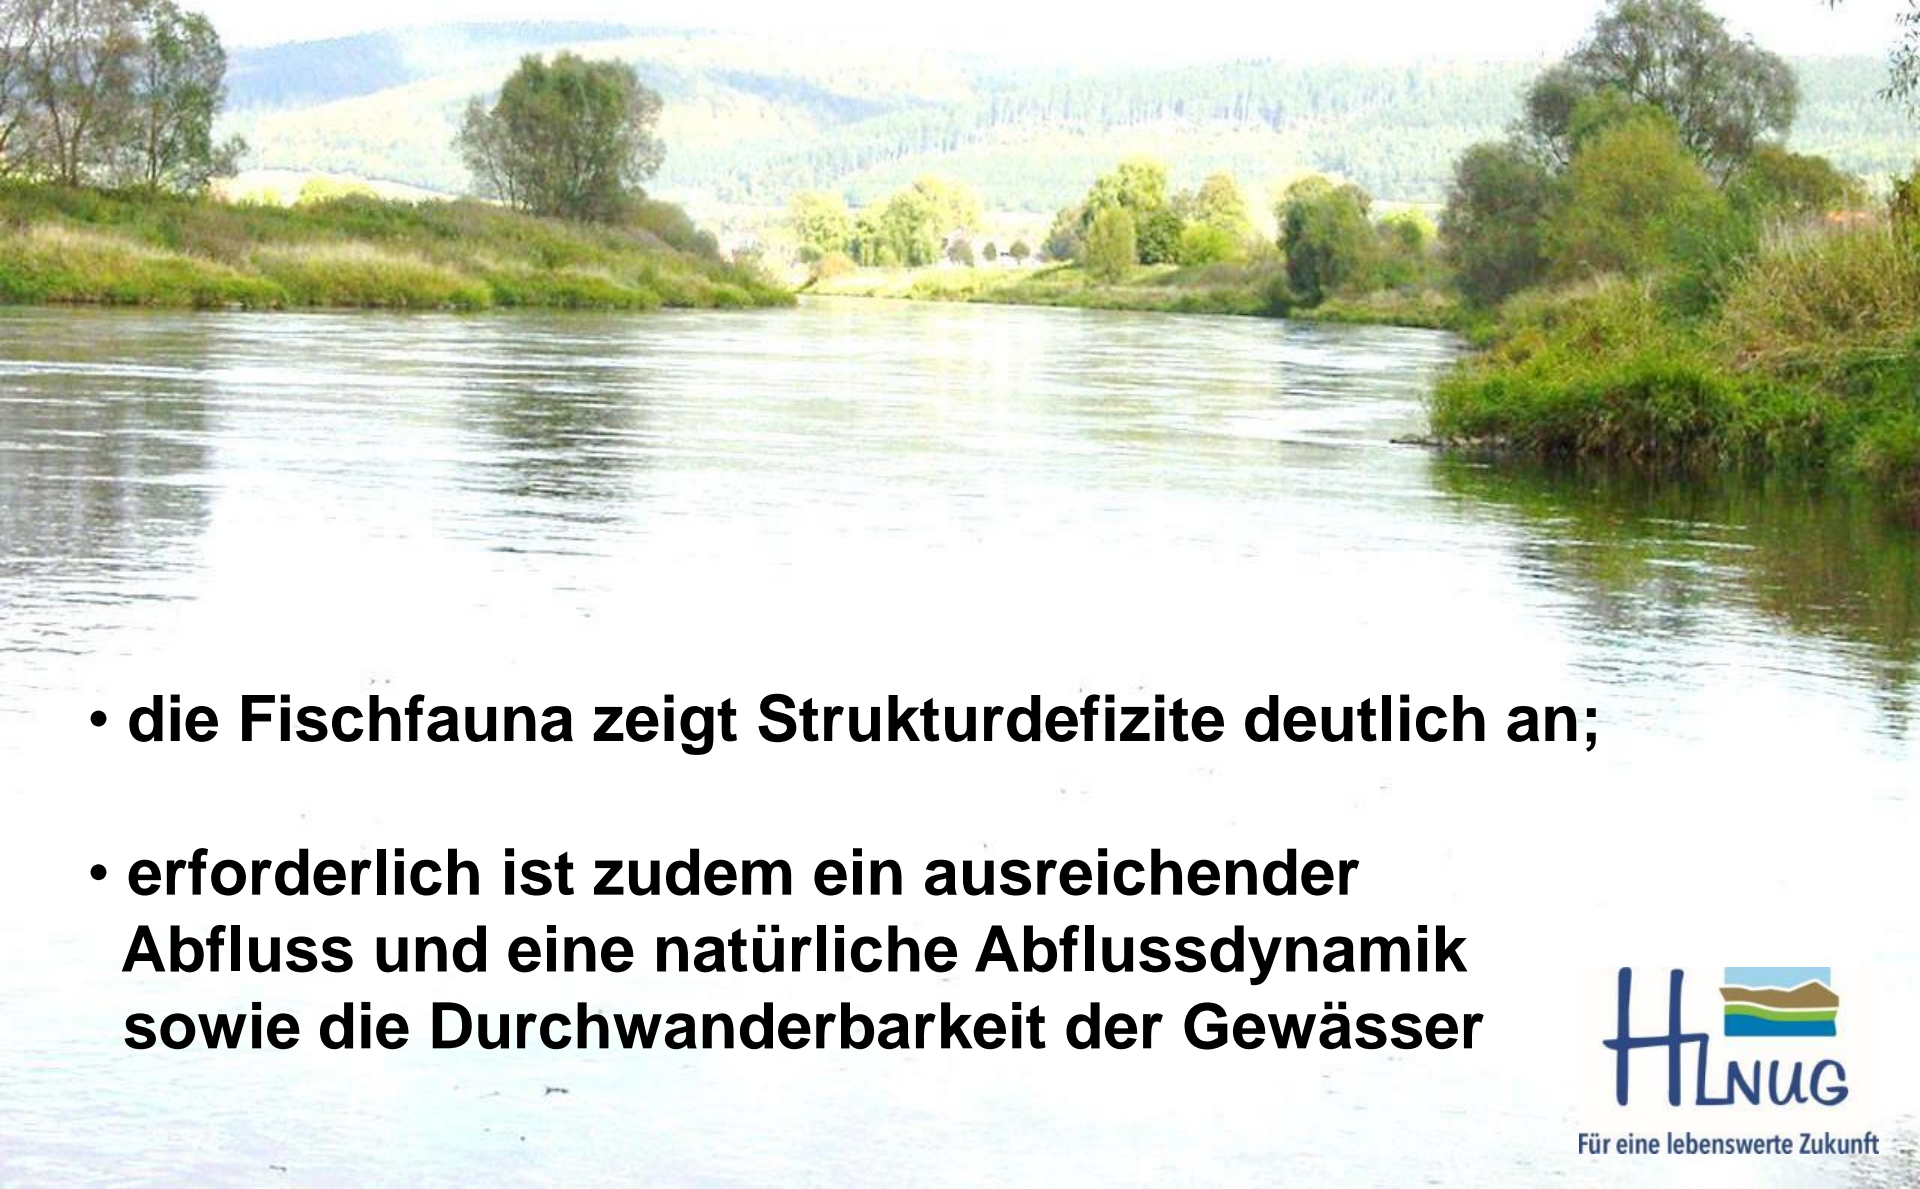 • die Fischfauna zeigt Strukturdefizite deutlich an;
• erforderlich ist zudem ein ausreichender
Abfluss und eine natürliche Abflussdynamik
sowie die Durchwanderbarkeit der Gewässer
HLNUG
Für eine lebenswerte Zukunft